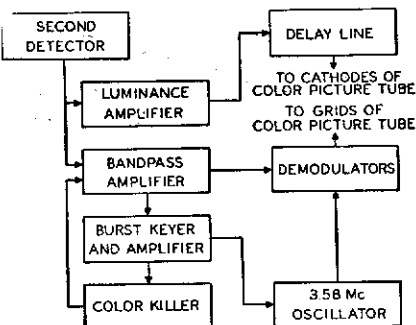 SECOND
DETECTOR
DELAY LINE
LUMINANCE
AMPLIFIER
TO CATHODES OF
COLOR PICTURE TUBE
TO GRIDS OF
COLOR PICTURE TUBE
BANDPASS
AMPLIFIER
DEMODULATORS
BURST KEYER
AND AMPLIFIER
COLOR KILLER
3.58 Mc
OSCILLATOR